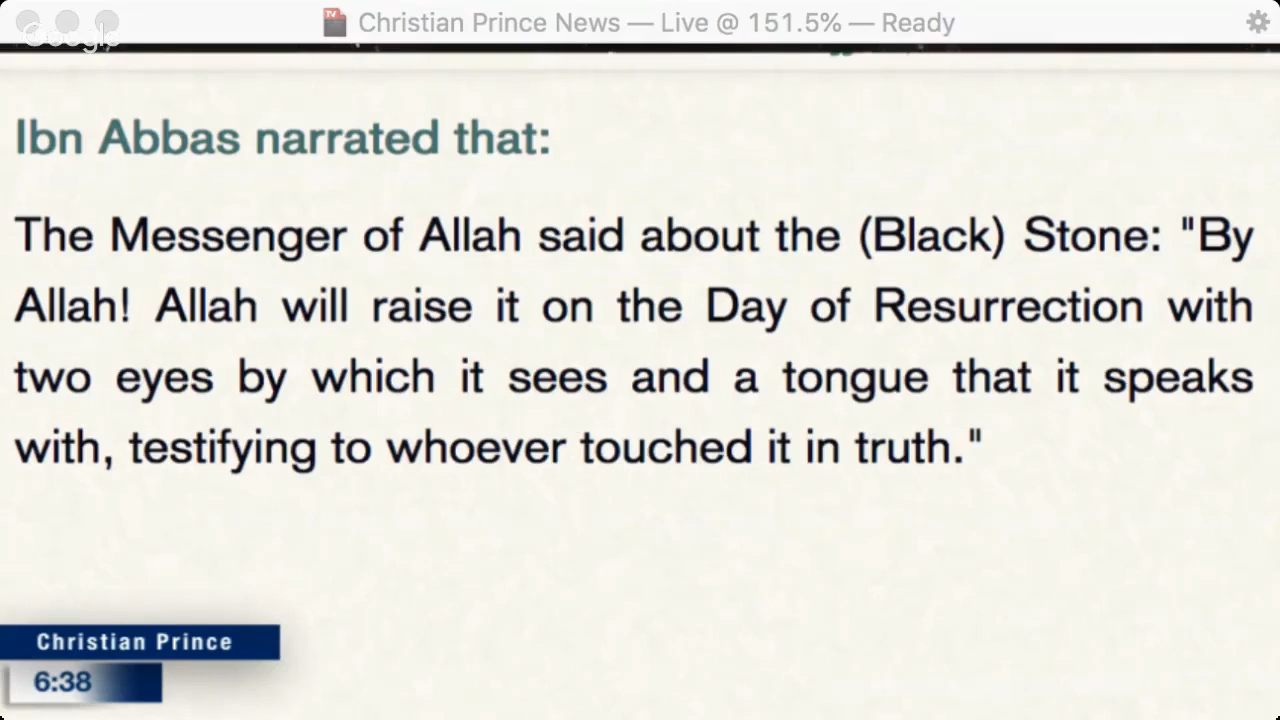 Christian Prince News — Live @ 151.5% — Ready
Google
Ibn Abbas narrated that:
The Messenger of Allah said about the (Black) Stone: "By
Allah! Allah will raise it on the Day of Resurrection with
two eyes by which it sees and a tongue that it speaks
with, testifying to whoever touched it in truth."
Christian Prince
6:38